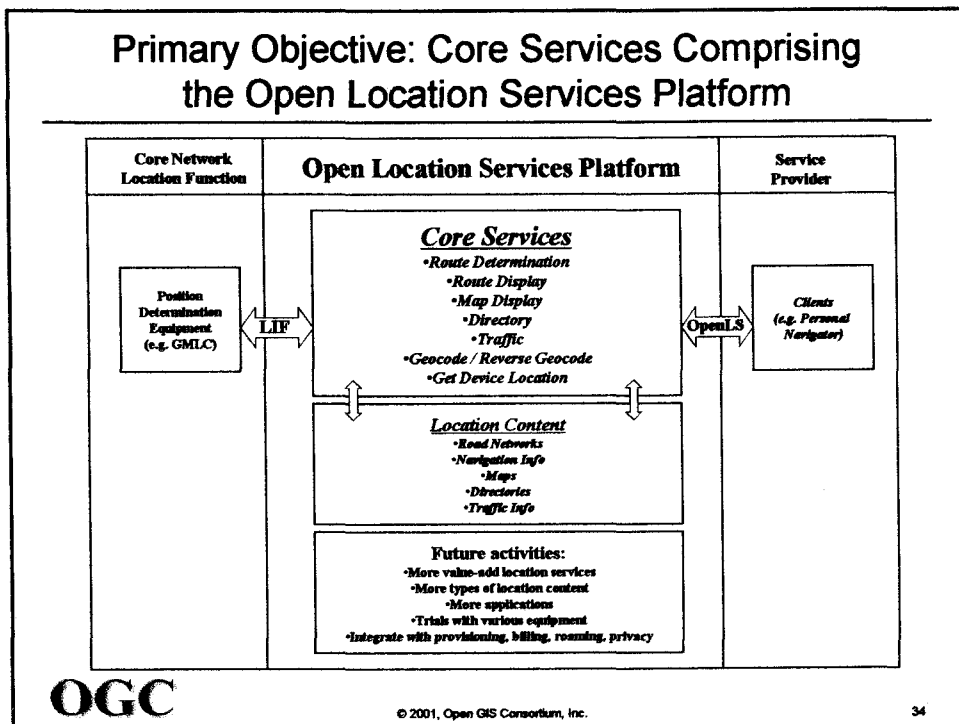 Primary Objective: Core Services Comprising
the Open Location Services Platform
Core Network
Location Function
Open Location Services Platform
Service
Provider
Position
Determination
Equipment
(e.g. GMLC)
LIF
Core Services
•Route Determination
•Route Display
•Map Display
•Directory
•Traffic
•Geocode / Reverse Geocode
•Get Device Location
OpenLS
Clients
(e.g. Personal
Navigator)
Location Content
•Road Networks
•Navigation Info
•Maps
•Directories
•Traffic Info
Future activities:
•More value-add location services
•More types of location content
•More applications
•Trials with various equipment
•Integrate with provisioning, billing, roaming, privacy
OGC
© 2001, Open GIS Consortium, Inc.
34